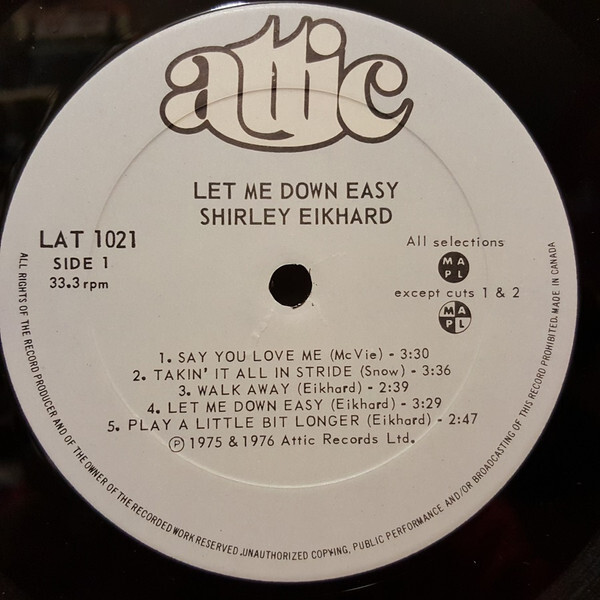 attic
LET ME DOWN EASY
SHIRLEY EIKHARD
LAT 1021
SIDE 1
33.3 rpm
All selections
MAPL
except cuts 1 & 2
MAPL
1. SAY YOU LOVE ME (McVie) - 3:30
2. TAKIN' IT ALL IN STRIDE (Snow) - 3:36
3. WALK AWAY (Eikhard) - 2:39
4. LET ME DOWN EASY (Eikhard) - 3:29
5. PLAY A LITTLE BIT LONGER (Eikhard) - 2:47
Ⓟ 1975 & 1976 Attic Records Ltd.
ALL RIGHTS OF THE RECORD PRODUCER AND OF THE OWNER OF THE RECORDED WORK RESERVED. UNAUTHORIZED COPYING, PUBLIC PERFORMANCE AND/OR BROADCASTING OF THIS RECORD PROHIBITED. MADE IN CANADA